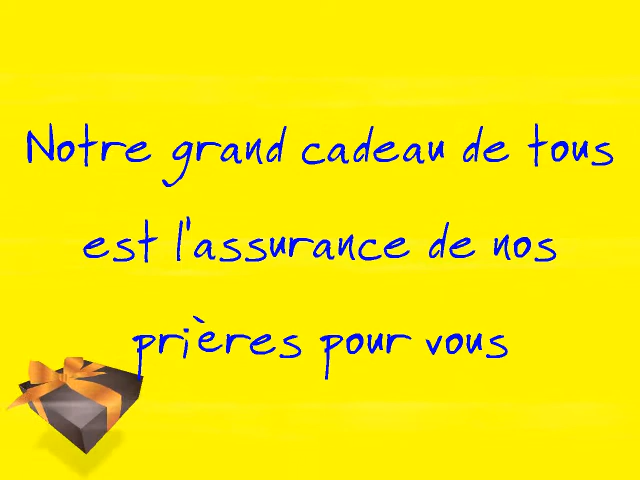 Notre grand cadeau de tous
est l'assurance de nos
prières pour vous